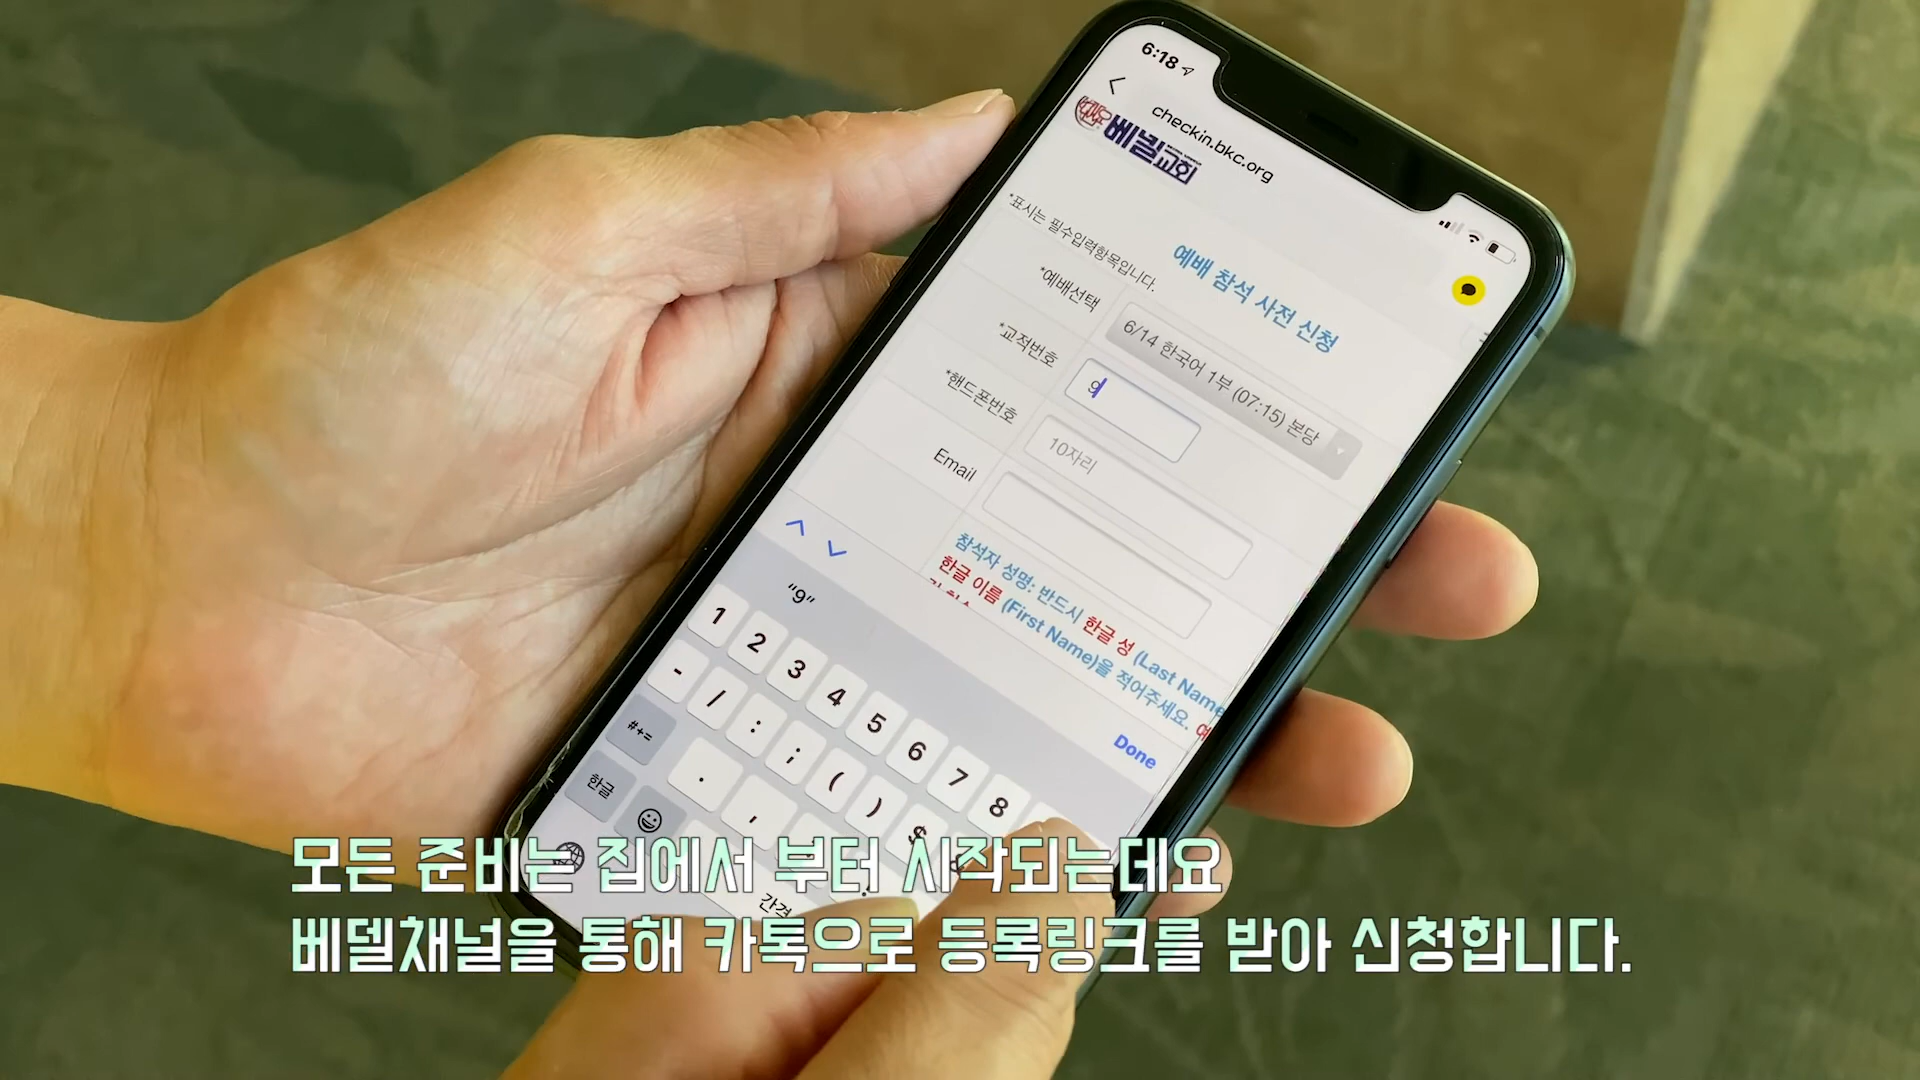 6:18
checkin.bkc.org
베델교회
*표시는 필수입력항목입니다.
예배 참석 사전 신청
*예배선택
6/14 한국어 1부 (07:15) 본당
*교적번호
9
*핸드폰번호
10자리
Email
참석자 성명: 반드시 한글 성 (Last Name
한글 이름 (First Name)을 적어주세요. 예
Done
"9"
1 2 3 4 5 6 7 8
- / : ; ( ) $
#+= . ,
한글
간격
모든 준비는 집에서 부터 시작되는데요
베델채널을 통해 카톡으로 등록링크를 받아 신청합니다.